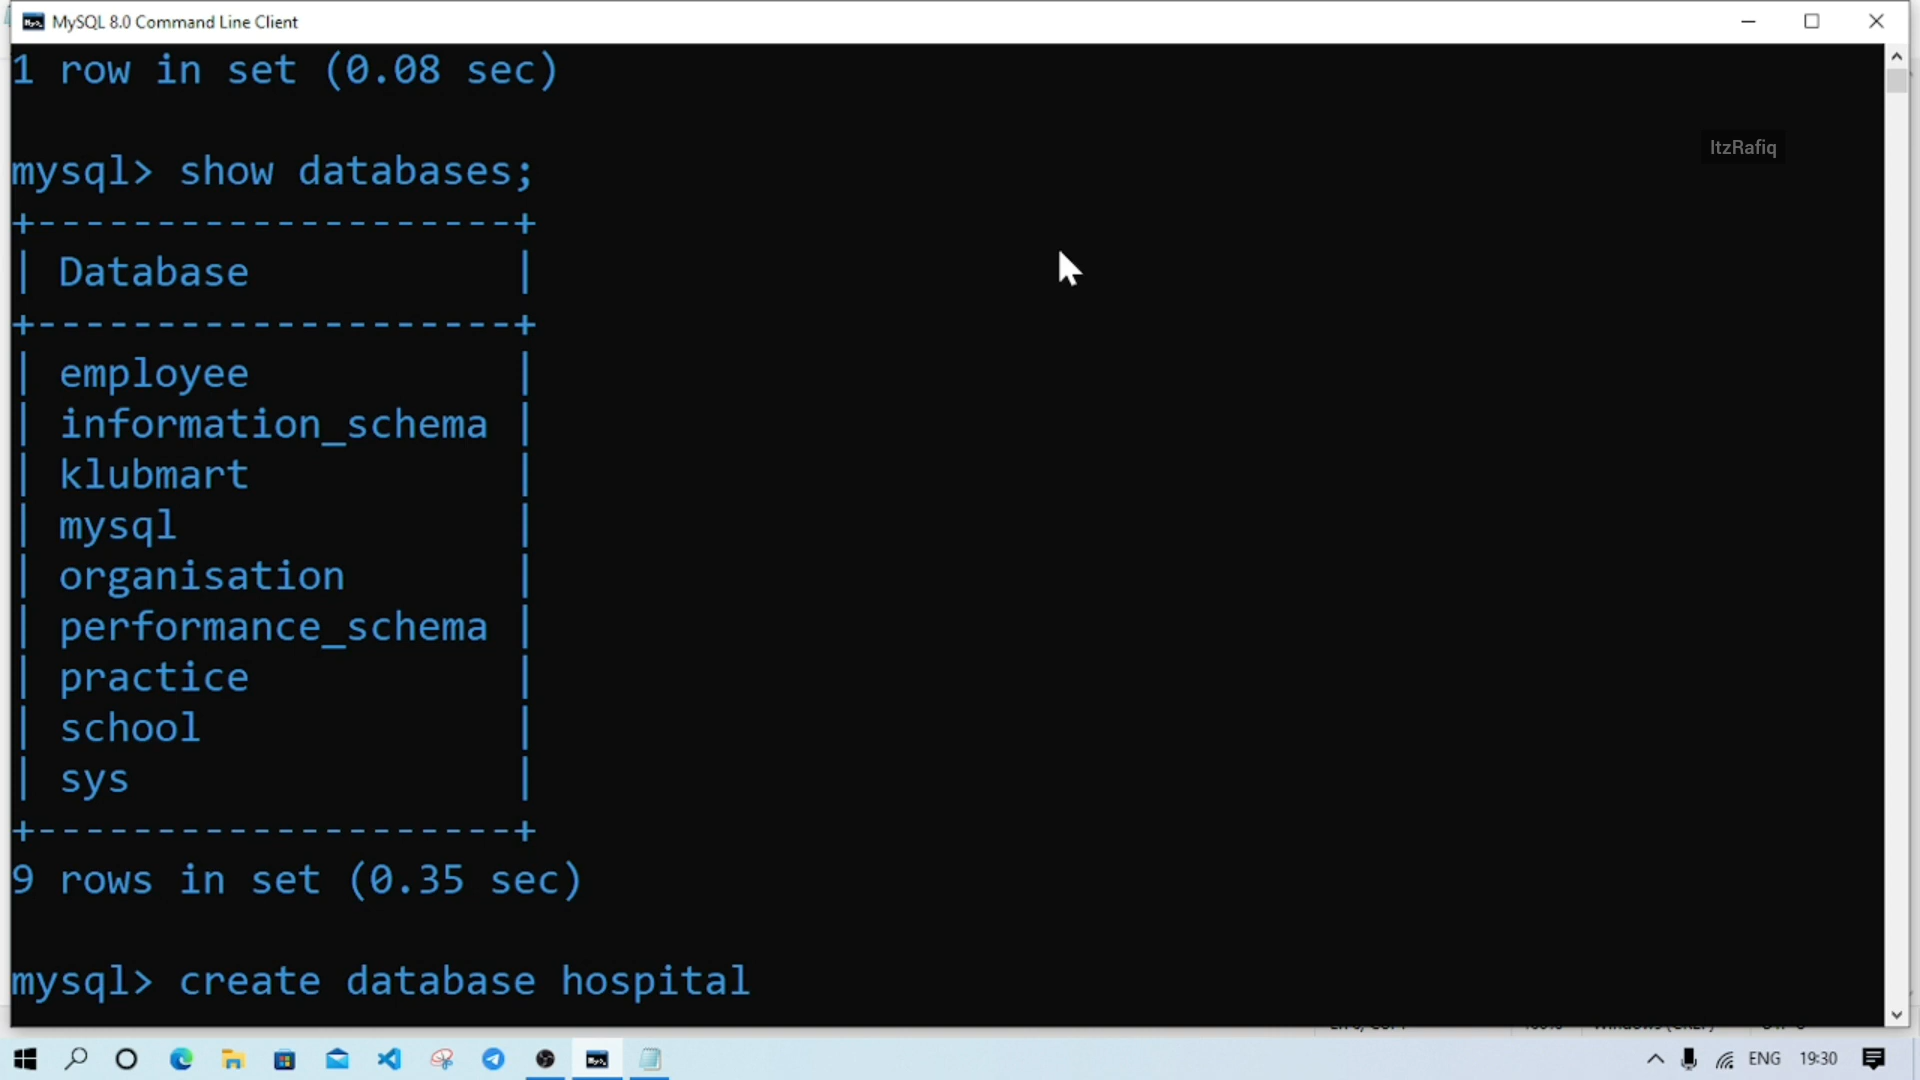 MySQL 8.0 Command Line Client
1 row in set (0.08 sec)
ItzRafiq
mysql> show databases;
+--------------------+
| Database           |
+--------------------+
| employee           |
| information_schema |
| klubmart           |
| mysql              |
| organisation       |
| performance_schema |
| practice           |
| school             |
| sys                |
+--------------------+
9 rows in set (0.35 sec)
mysql> create database hospital
ENG 19:30